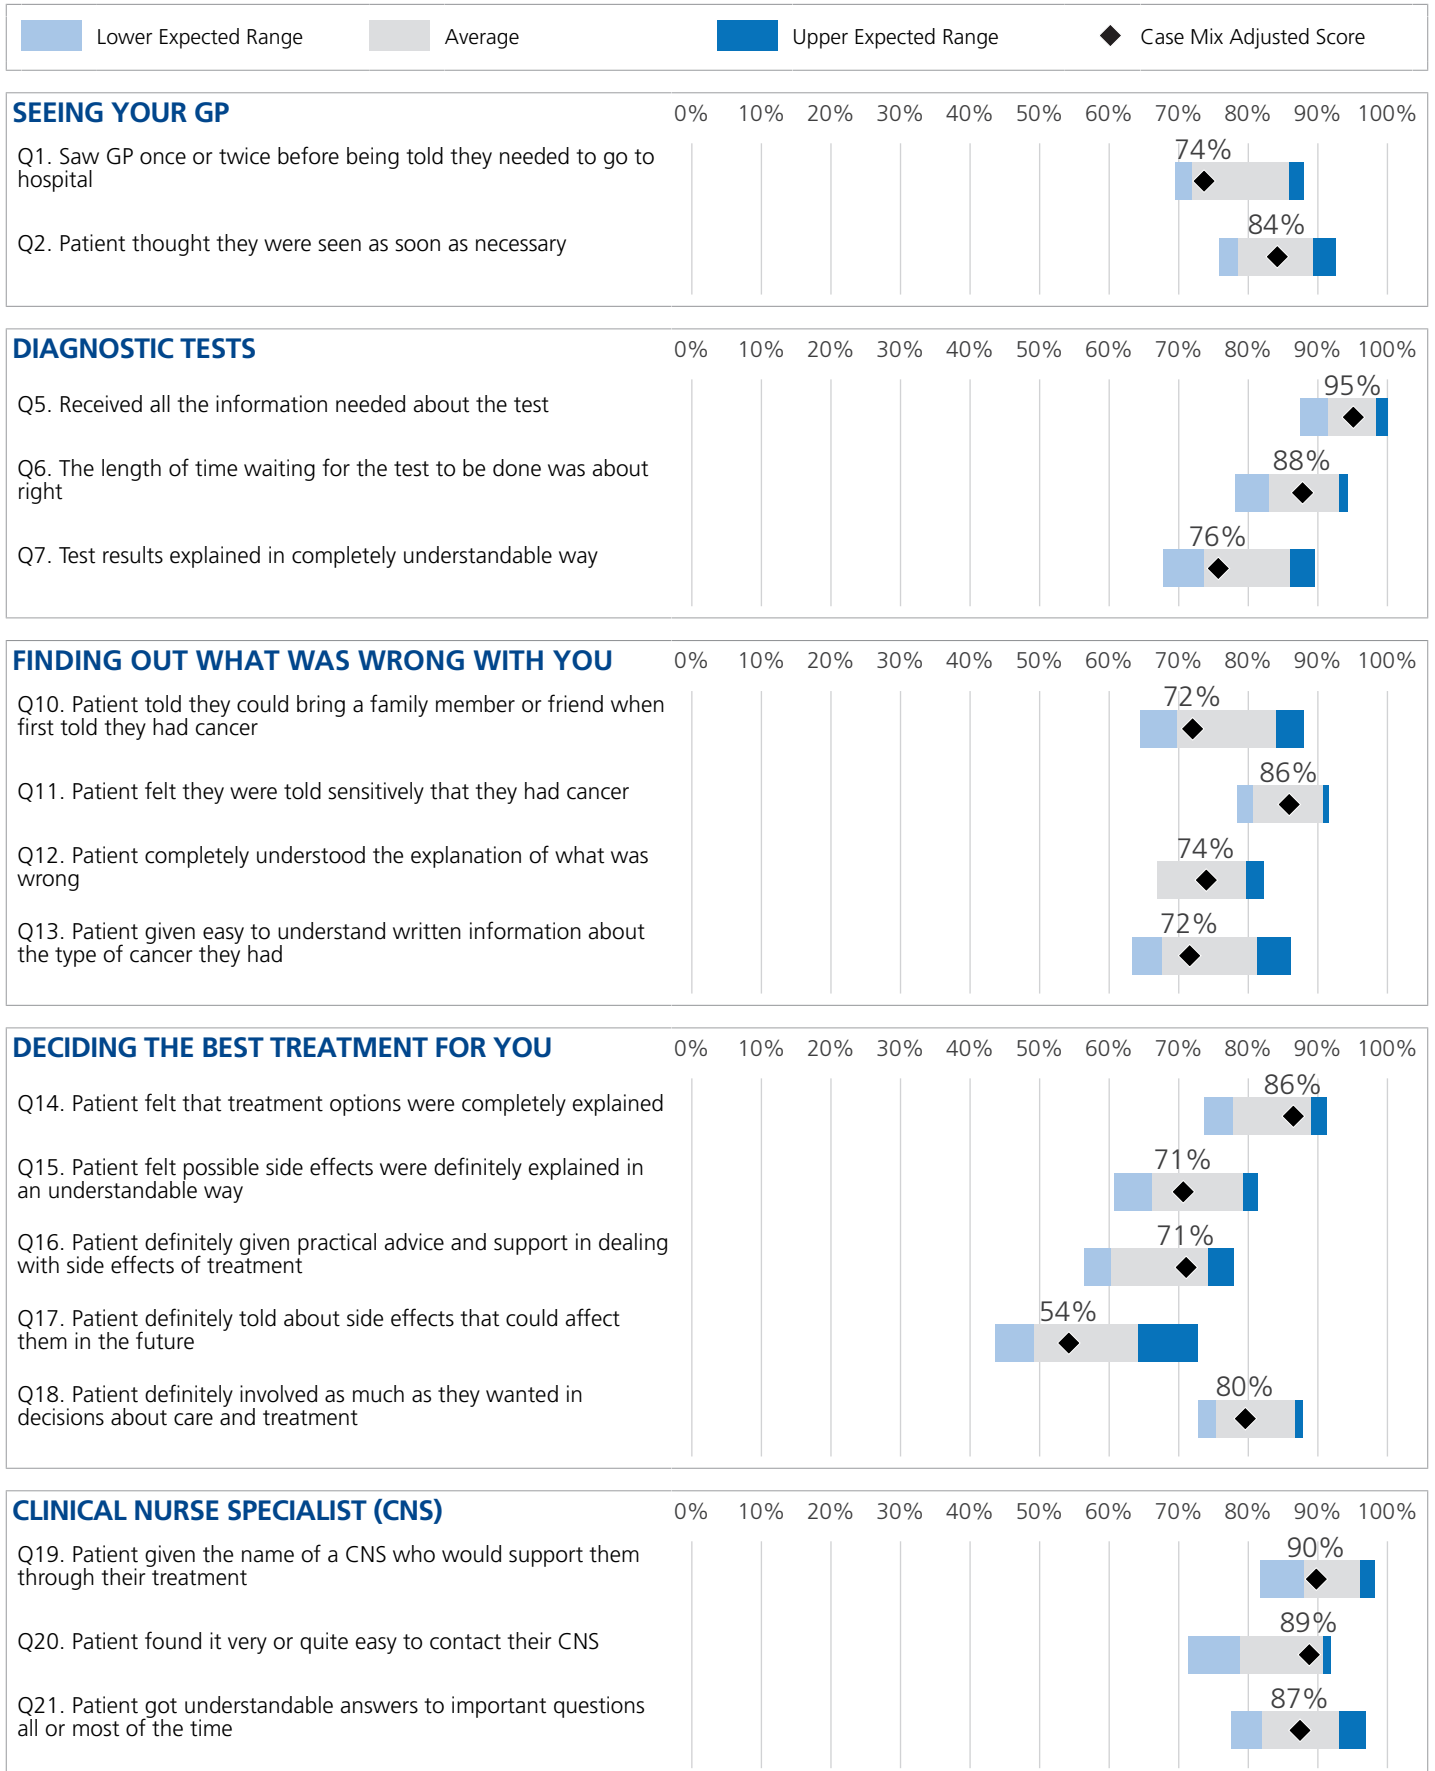 Lower Expected Range Average Upper Expected Range Case Mix Adjusted Score
SEEING YOUR GP 0% 10% 20% 30% 40% 50% 60% 70% 80% 90% 100%
Q1. Saw GP once or twice before being told they needed to go to
hospital
74%
Q2. Patient thought they were seen as soon as necessary
84%
DIAGNOSTIC TESTS 0% 10% 20% 30% 40% 50% 60% 70% 80% 90% 100%
Q5. Received all the information needed about the test
95%
Q6. The length of time waiting for the test to be done was about
right
88%
Q7. Test results explained in completely understandable way
76%
FINDING OUT WHAT WAS WRONG WITH YOU 0% 10% 20% 30% 40% 50% 60% 70% 80% 90% 100%
Q10. Patient told they could bring a family member or friend when
first told they had cancer
72%
Q11. Patient felt they were told sensitively that they had cancer
86%
Q12. Patient completely understood the explanation of what was
wrong
74%
Q13. Patient given easy to understand written information about
the type of cancer they had
72%
DECIDING THE BEST TREATMENT FOR YOU 0% 10% 20% 30% 40% 50% 60% 70% 80% 90% 100%
Q14. Patient felt that treatment options were completely explained
86%
Q15. Patient felt possible side effects were definitely explained in
an understandable way
71%
Q16. Patient definitely given practical advice and support in dealing
with side effects of treatment
71%
Q17. Patient definitely told about side effects that could affect
them in the future
54%
Q18. Patient definitely involved as much as they wanted in
decisions about care and treatment
80%
CLINICAL NURSE SPECIALIST (CNS) 0% 10% 20% 30% 40% 50% 60% 70% 80% 90% 100%
Q19. Patient given the name of a CNS who would support them
through their treatment
90%
Q20. Patient found it very or quite easy to contact their CNS
89%
Q21. Patient got understandable answers to important questions
all or most of the time
87%